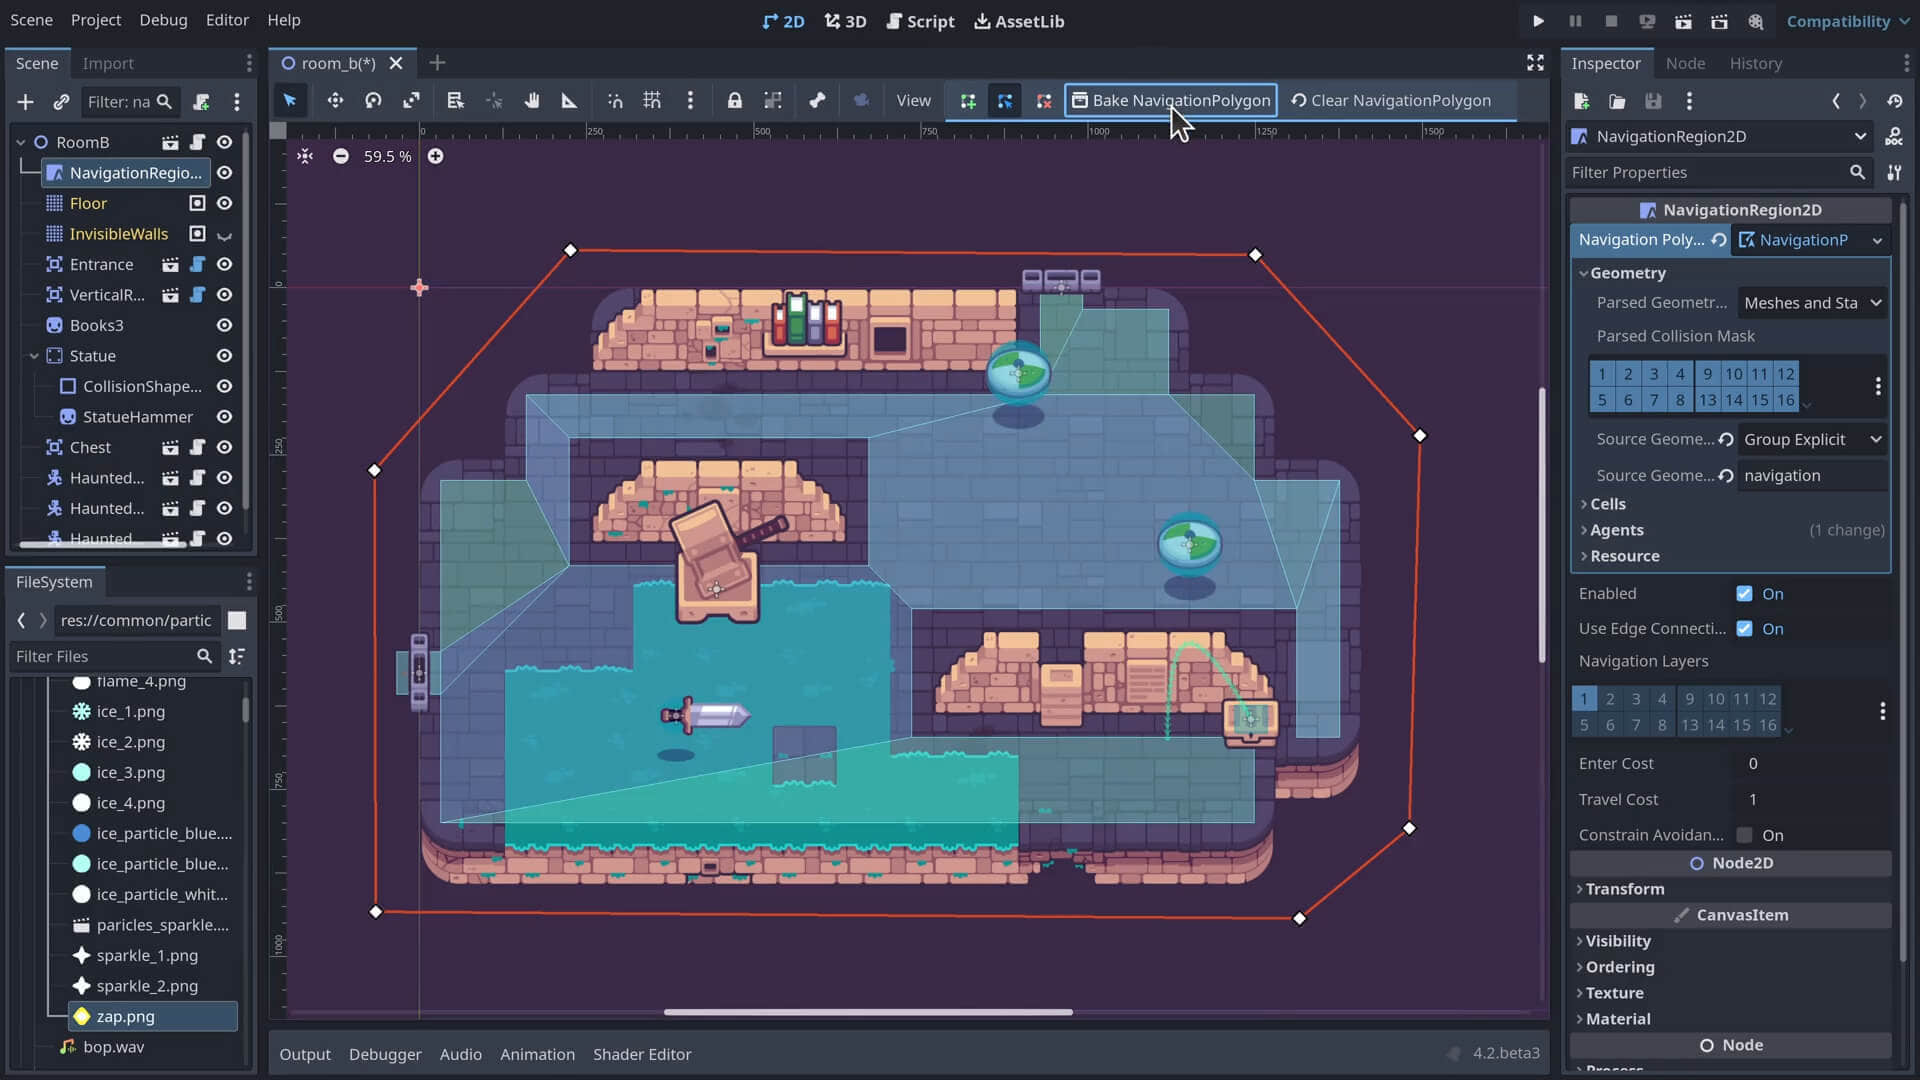 Scene Project Debug Editor Help
2D 3D Script AssetLib
Compatibility
Scene Import
Filter: na
RoomB
NavigationRegio...
Floor
InvisibleWalls
Entrance
VerticalR...
Books3
Statue
CollisionShape...
StatueHammer
Chest
Haunted...
Haunted...
Haunted
FileSystem
res://common/partic
Filter Files
flame_4.png
ice_1.png
ice_2.png
ice_3.png
ice_4.png
ice_particle_blue....
ice_particle_blue...
ice_particle_whit...
paricles_sparkle....
sparkle_1.png
sparkle_2.png
zap.png
bop.wav
room_b(*)
View Bake NavigationPolygon Clear NavigationPolygon
0 250 500 750 1000 1250 1500
59.5 %
0
250
500
750
1000
Output Debugger Audio Animation Shader Editor
4.2.beta3
Inspector Node History
NavigationRegion2D
Filter Properties
NavigationRegion2D
Navigation Poly... NavigationP
Geometry
Parsed Geometr... Meshes and Sta
Parsed Collision Mask
1 2 3 4 9 10 11 12
5 6 7 8 13 14 15 16
Source Geome... Group Explicit
Source Geome... navigation
Cells
Agents (1 change)
Resource
Enabled On
Use Edge Connecti... On
Navigation Layers
1 2 3 4 9 10 11 12
5 6 7 8 13 14 15 16
Enter Cost 0
Travel Cost 1
Constrain Avoidan... On
Node2D
Transform
CanvasItem
Visibility
Ordering
Texture
Material
Node
Process